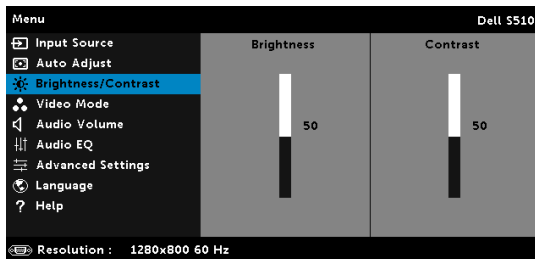 Menu Dell S510
Input Source
Auto Adjust
Brightness/Contrast
Video Mode
Audio Volume
Audio EQ
Advanced Settings
Language
? Help
Brightness Contrast
50 50
Resolution : 1280x800 60 Hz